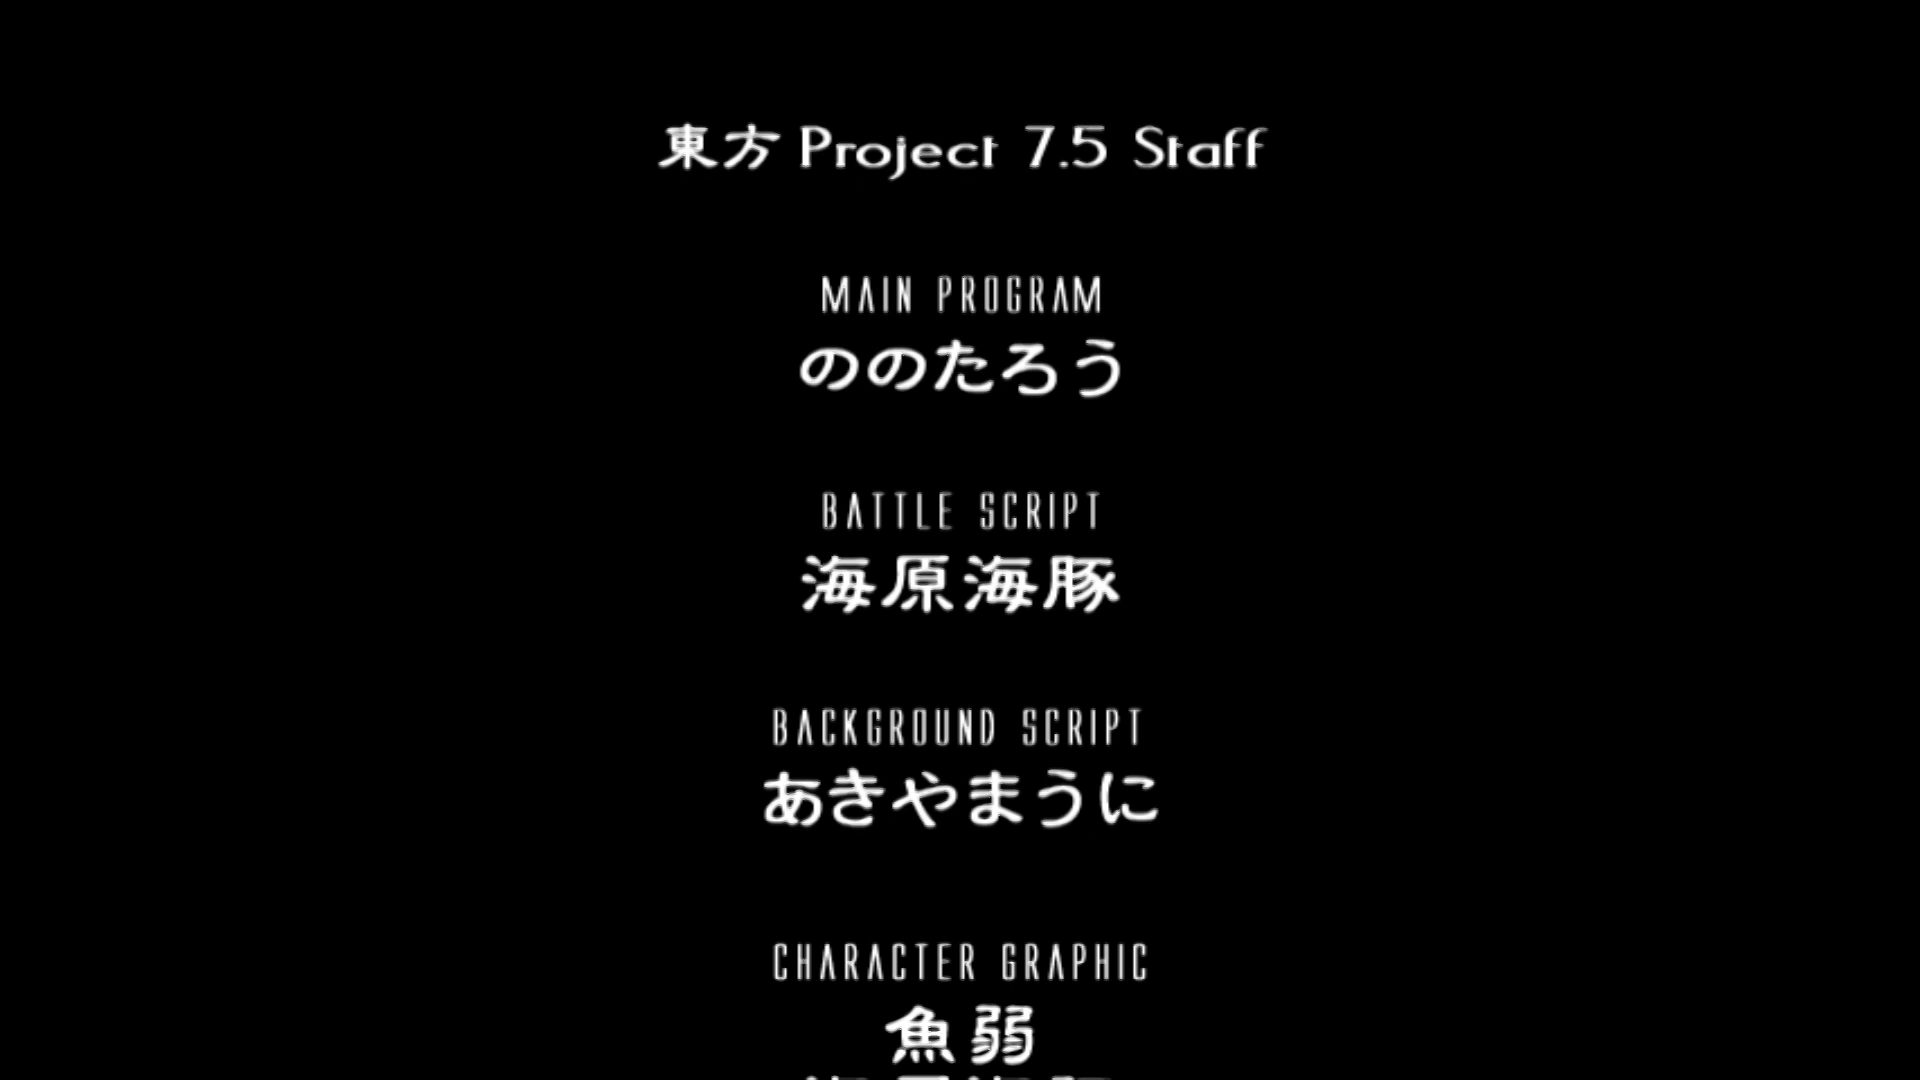 東方 Project 7.5 Staff
MAIN PROGRAM
ののたろう
BATTLE SCRIPT
海原海豚
BACKGROUND SCRIPT
あきやまうに
CHARACTER GRAPHIC
魚弱